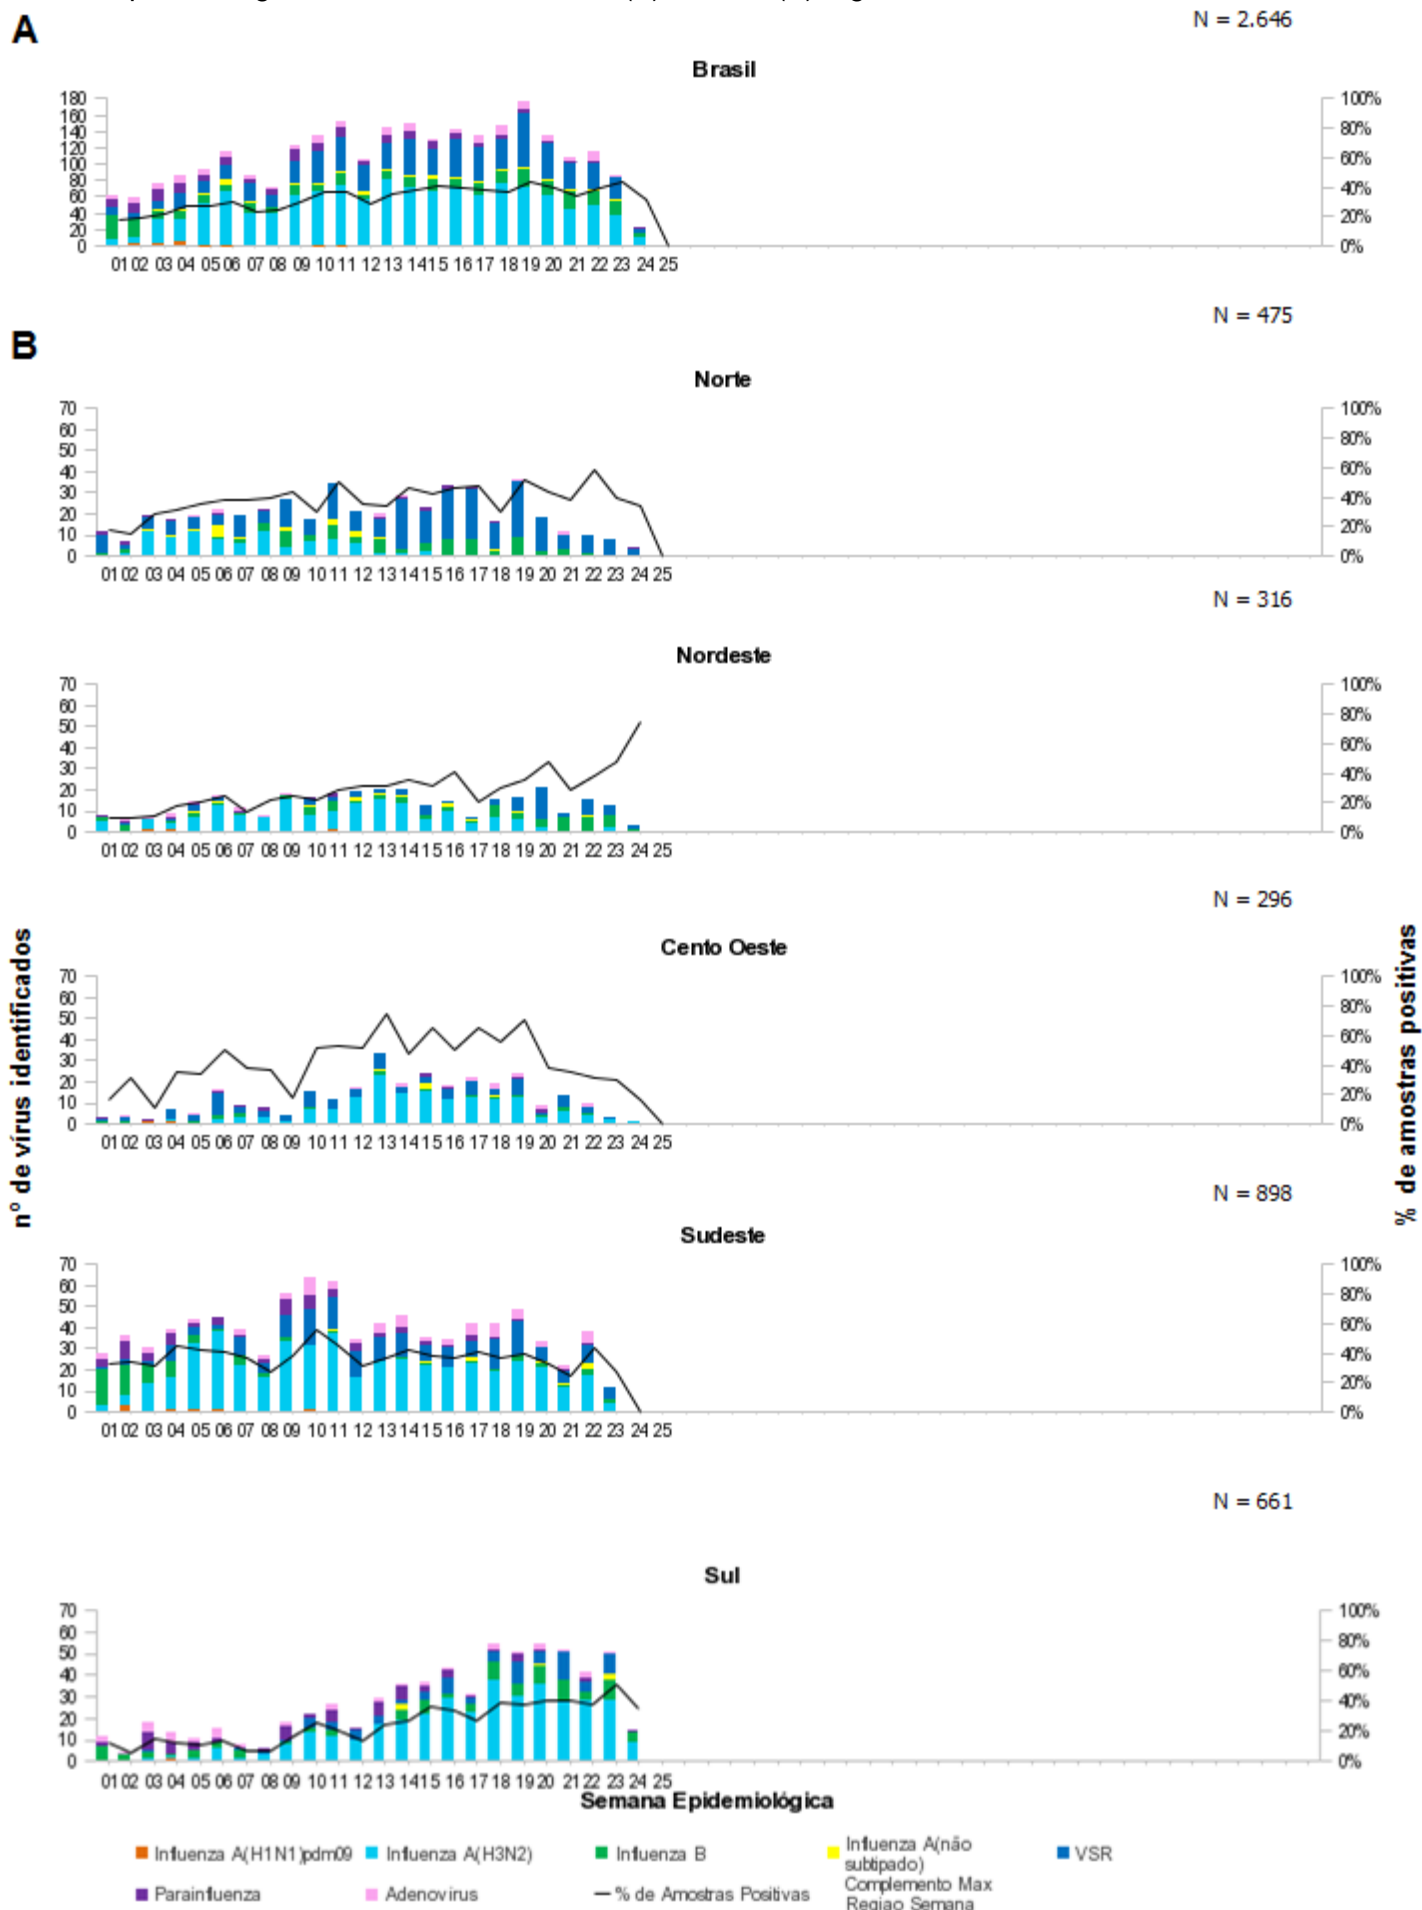 A
N = 2.646
Brasil
180
160
140
120
100
80
60
40
20
0
100%
80%
60%
40%
20%
0%
01 02 03 04 05 06 07 08 09 10 11 12 13 14 15 16 17 18 19 20 21 22 23 24 25
N = 475
B
Norte
70
60
50
40
30
20
10
0
100%
80%
60%
40%
20%
0%
01 02 03 04 05 06 07 08 09 10 11 12 13 14 15 16 17 18 19 20 21 22 23 24 25
N = 316
Nordeste
70
60
50
40
30
20
10
0
100%
80%
60%
40%
20%
0%
01 02 03 04 05 06 07 08 09 10 11 12 13 14 15 16 17 18 19 20 21 22 23 24 25
N = 296
Cento Oeste
70
60
50
40
30
20
10
0
100%
80%
60%
40%
20%
0%
01 02 03 04 05 06 07 08 09 10 11 12 13 14 15 16 17 18 19 20 21 22 23 24 25
nº de vírus identificados
% de amostras positivas
N = 898
Sudeste
70
60
50
40
30
20
10
0
100%
80%
60%
40%
20%
0%
01 02 03 04 05 06 07 08 09 10 11 12 13 14 15 16 17 18 19 20 21 22 23 24 25
N = 661
Sul
70
60
50
40
30
20
10
0
100%
80%
60%
40%
20%
0%
01 02 03 04 05 06 07 08 09 10 11 12 13 14 15 16 17 18 19 20 21 22 23 24 25
Semana Epidemiológica
Influenza A(H1N1)pdm09
Influenza A(H3N2)
Influenza B
Influenza A(não
subtipado)
VSR
Parainfluenza
Adenovirus
% de Amostras Positivas
Complemento Max
Regiao Semana